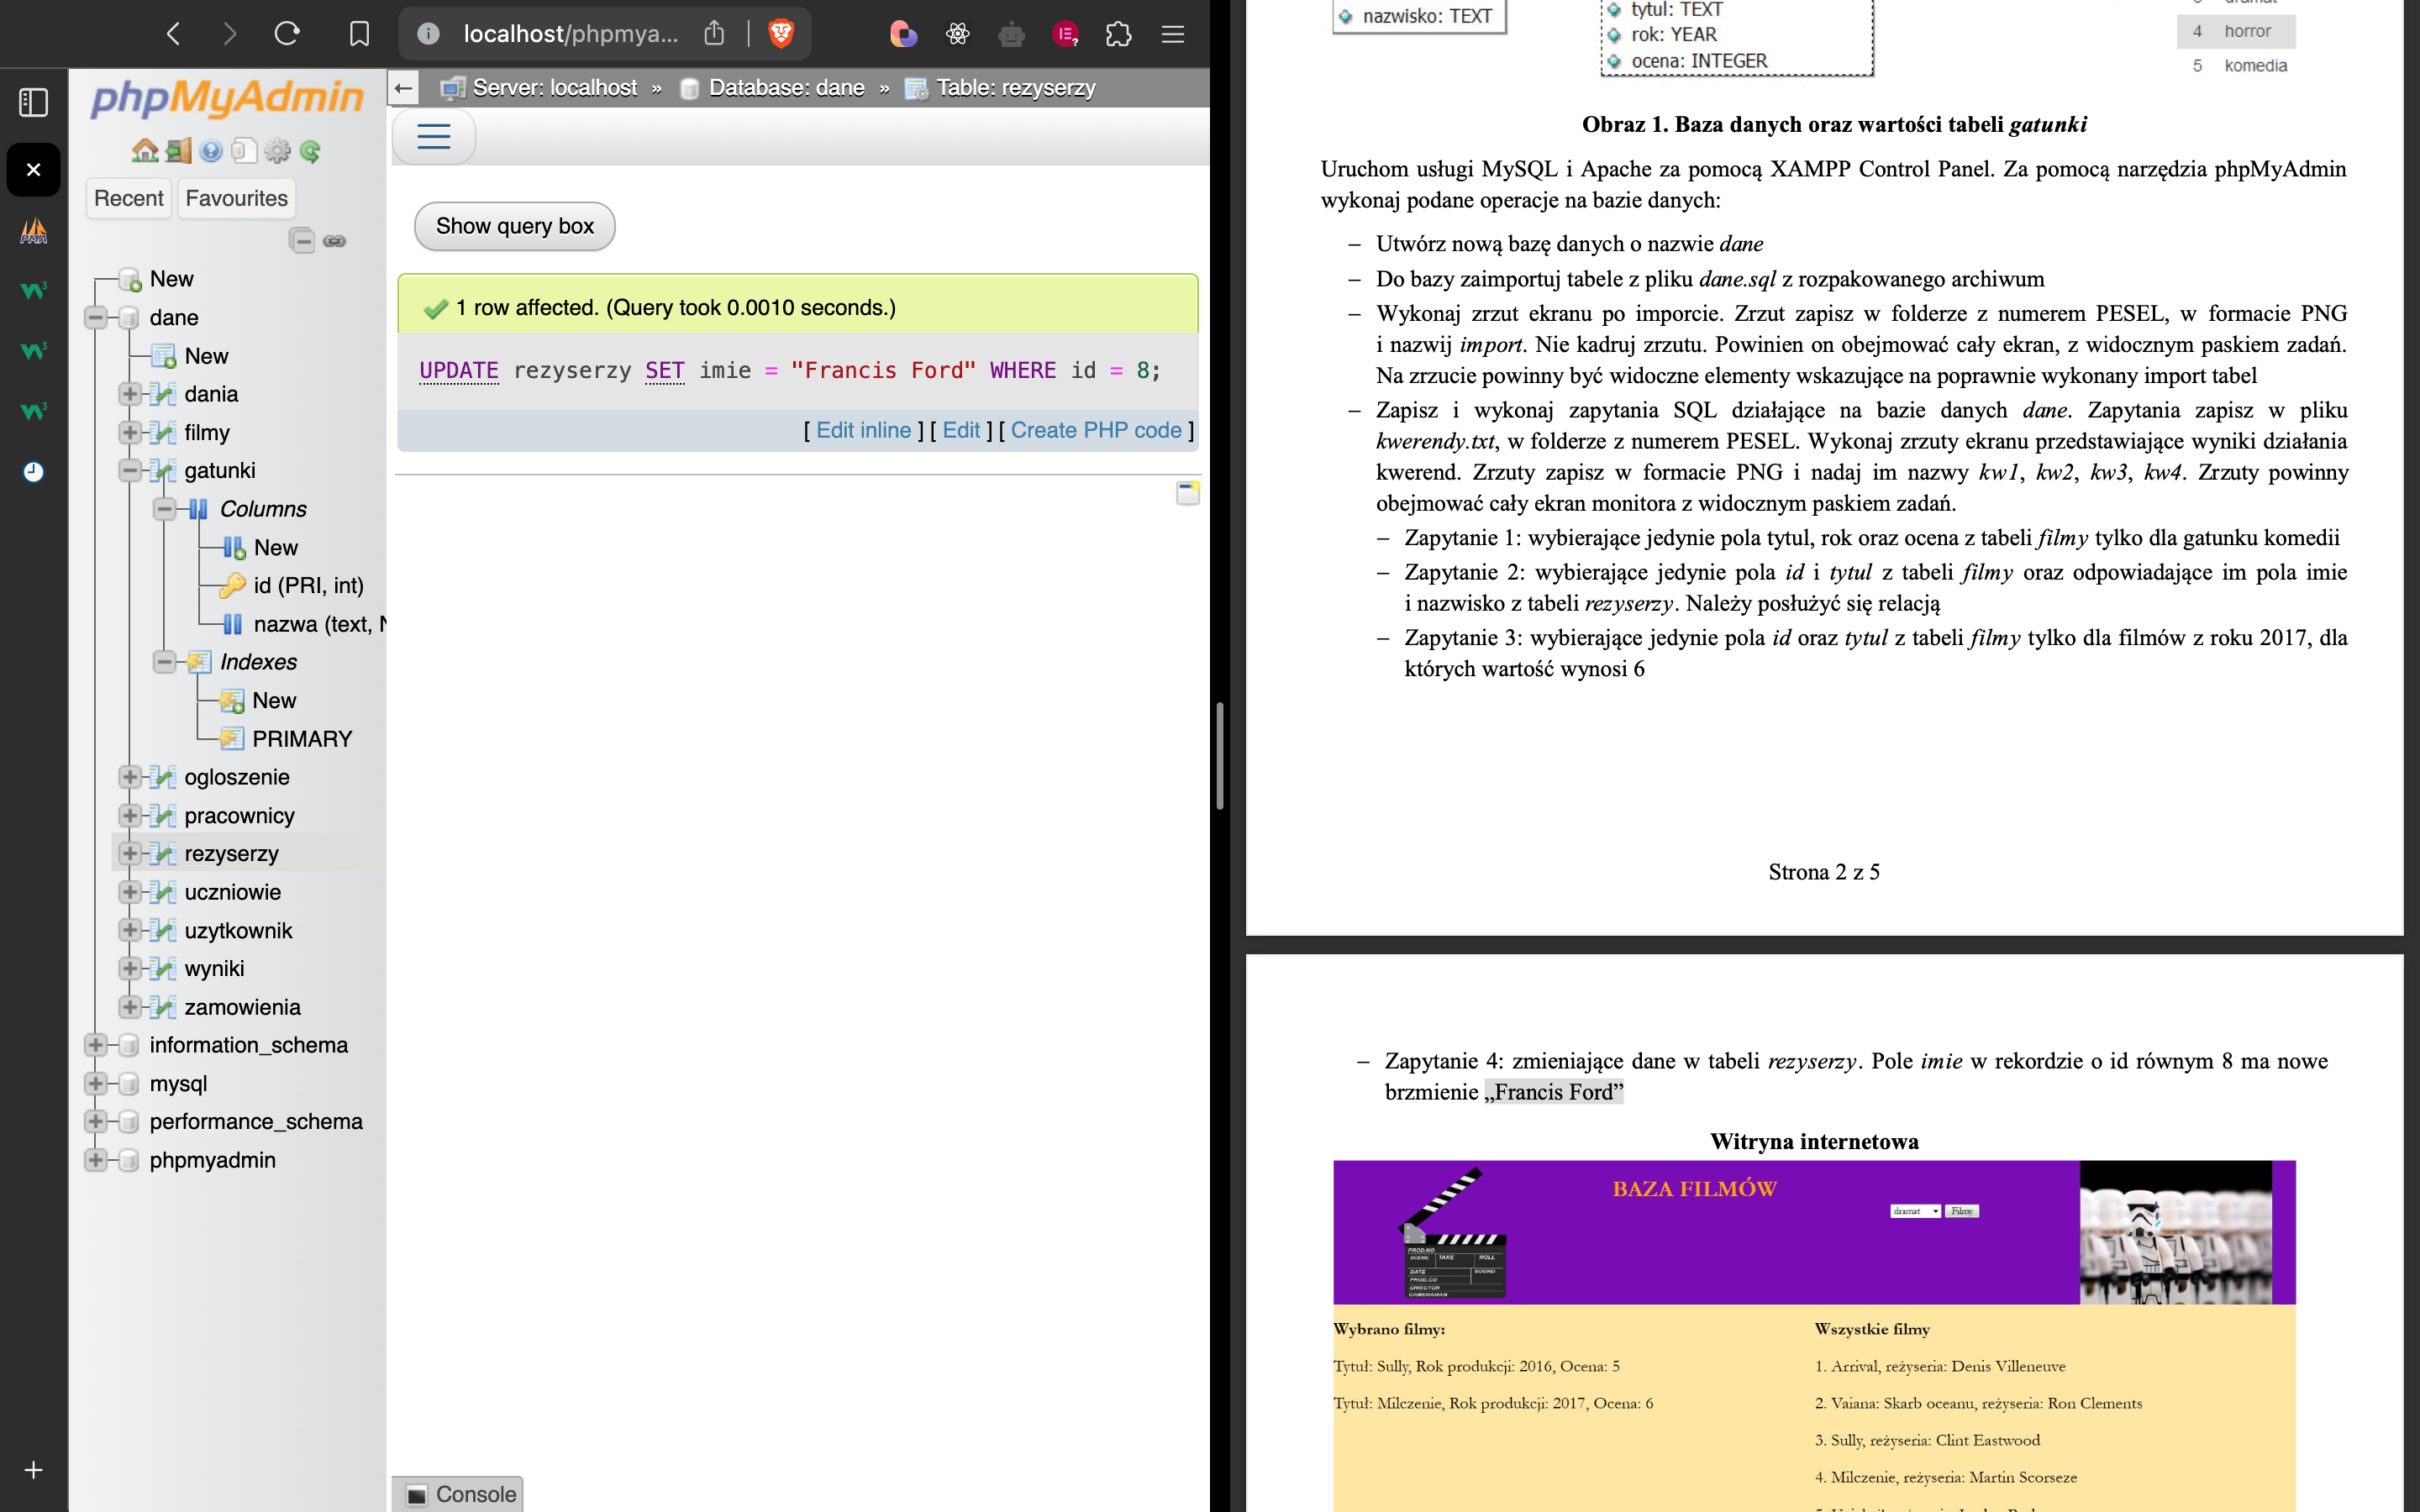 localhost/phpmya...
phpMyAdmin
Recent
Favourites
New
dane
New
dania
filmy
gatunki
Columns
New
id (PRI, int)
nazwa (text, N
Indexes
New
PRIMARY
ogloszenie
pracownicy
rezyserzy
uczniowie
uzytkownik
wyniki
zamowienia
information_schema
mysql
performance_schema
phpmyadmin
Server: localhost » Database: dane » Table: rezyserzy
Show query box
1 row affected. (Query took 0.0010 seconds.)
UPDATE rezyserzy SET imie = "Francis Ford" WHERE id = 8;
[ Edit inline ] [ Edit ] [ Create PHP code ]
Console
nazwisko: TEXT
tytul: TEXT
rok: YEAR
ocena: INTEGER
4 horror
5 komedia
Obraz 1. Baza danych oraz wartości tabeli gatunki
Uruchom usługi MySQL i Apache za pomocą XAMPP Control Panel. Za pomocą narzędzia phpMyAdmin
wykonaj podane operacje na bazie danych:
– Utwórz nową bazę danych o nazwie dane
– Do bazy zaimportuj tabele z pliku dane.sql z rozpakowanego archiwum
– Wykonaj zrzut ekranu po imporcie. Zrzut zapisz w folderze z numerem PESEL, w formacie PNG
i nazwij import. Nie kadruj zrzutu. Powinien on obejmować cały ekran, z widocznym paskiem zadań.
Na zrzucie powinny być widoczne elementy wskazujące na poprawnie wykonany import tabel
– Zapisz i wykonaj zapytania SQL działające na bazie danych dane. Zapytania zapisz w pliku
kwerendy.txt, w folderze z numerem PESEL. Wykonaj zrzuty ekranu przedstawiające wyniki działania
kwerend. Zrzuty zapisz w formacie PNG i nadaj im nazwy kw1, kw2, kw3, kw4. Zrzuty powinny
obejmować cały ekran monitora z widocznym paskiem zadań.
– Zapytanie 1: wybierające jedynie pola tytul, rok oraz ocena z tabeli filmy tylko dla gatunku komedii
– Zapytanie 2: wybierające jedynie pola id i tytul z tabeli filmy oraz odpowiadające im pola imie
i nazwisko z tabeli rezyserzy. Należy posłużyć się relacją
– Zapytanie 3: wybierające jedynie pola id oraz tytul z tabeli filmy tylko dla filmów z roku 2017, dla
których wartość wynosi 6
Strona 2 z 5
– Zapytanie 4: zmieniające dane w tabeli rezyserzy. Pole imie w rekordzie o id równym 8 ma nowe
brzmienie „Francis Ford”
Witryna internetowa
BAZA FILMÓW
dramat
Filmy
PROD.NO
SCENE TAKE ROLL
DATE SOUND
PROD.CO
DIRECTOR
CAMERAMAN
Wybrano filmy:
Tytuł: Sully, Rok produkcji: 2016, Ocena: 5
Tytuł: Milczenie, Rok produkcji: 2017, Ocena: 6
Wszystkie filmy
1. Arrival, reżyseria: Denis Villeneuve
2. Vaiana: Skarb oceanu, reżyseria: Ron Clements
3. Sully, reżyseria: Clint Eastwood
4. Milczenie, reżyseria: Martin Scorseze